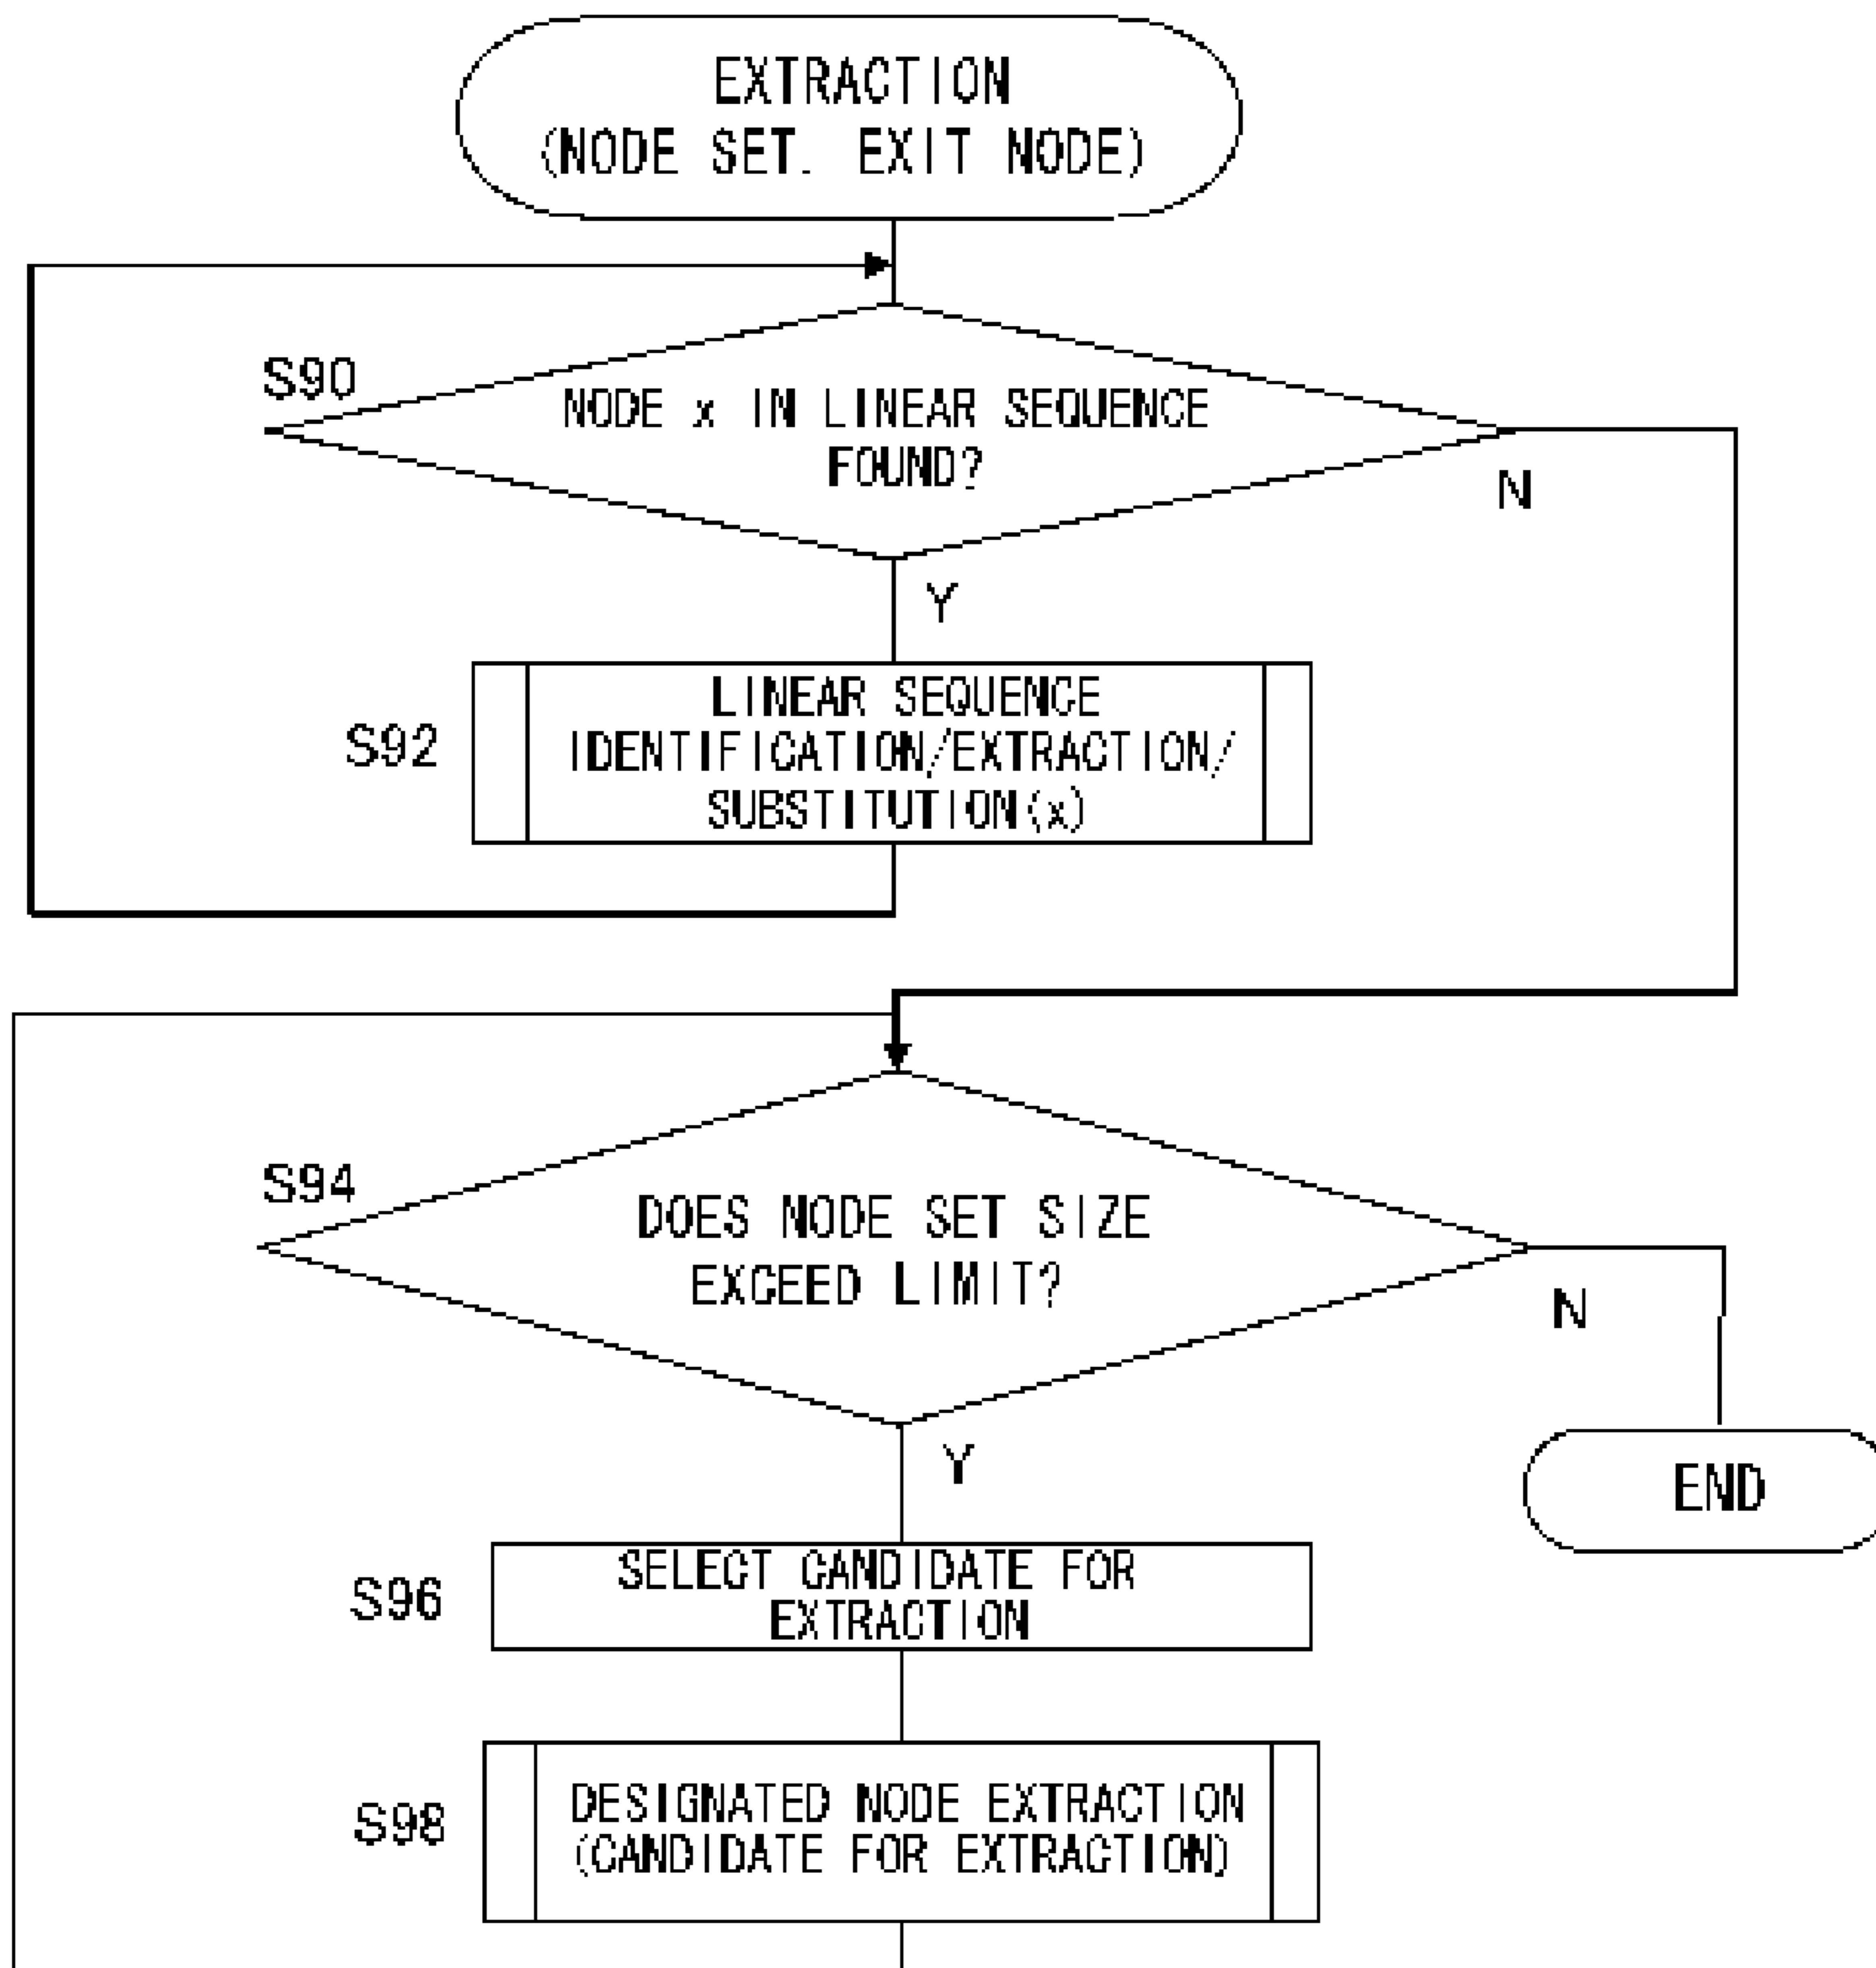 EXTRACTION
(NODE SET. EXIT NODE)
S90
NODE x IN LINEAR SEQUENCE
FOUND?
N
Y
S92
LINEAR SEQUENCE
IDENTIFICATION/EXTRACTION/
SUBSTITUTION(x)
S94
DOES NODE SET SIZE
EXCEED LIMIT?
N
Y
END
S96
SELECT CANDIDATE FOR
EXTRACTION
S98
DESIGNATED NODE EXTRACTION
(CANDIDATE FOR EXTRACTION)